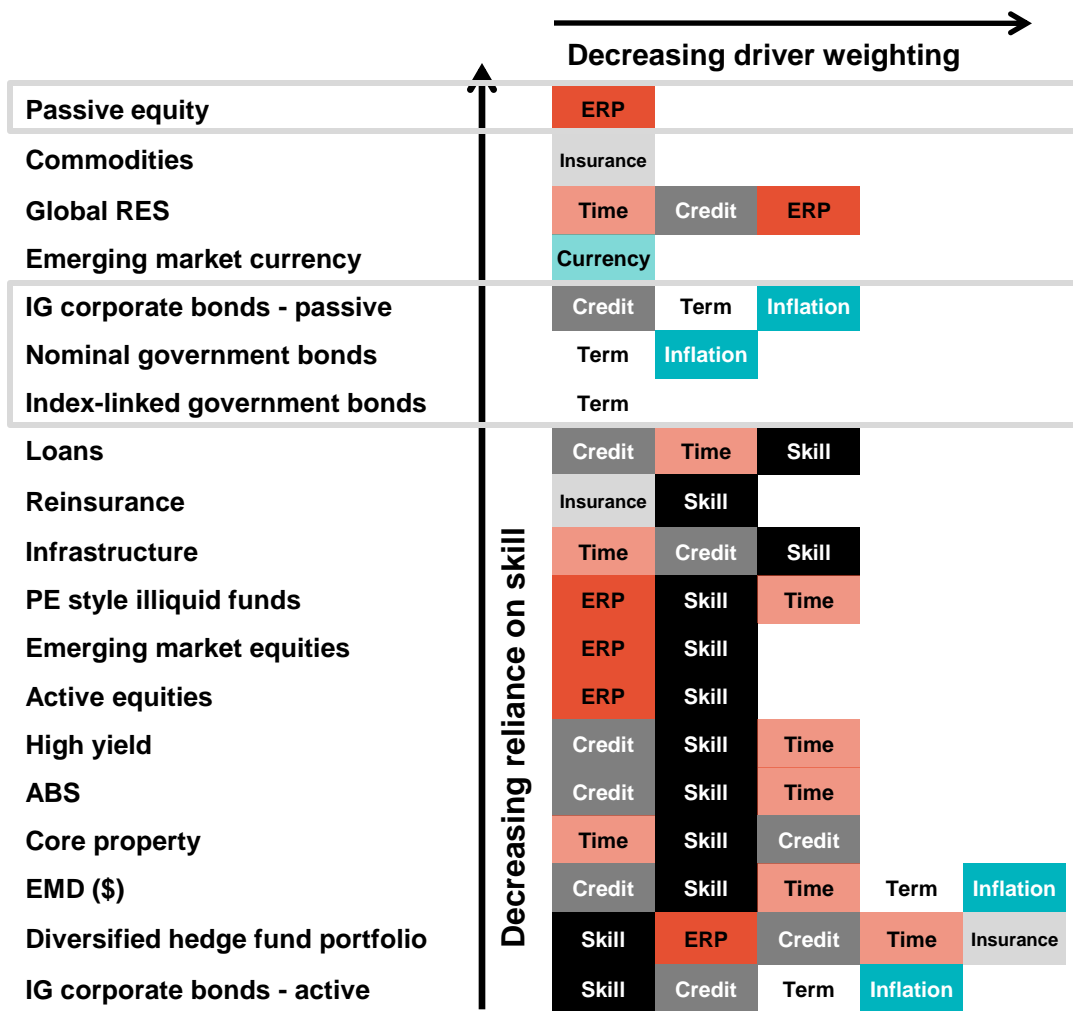 Decreasing driver weighting
Passive equity ERP
Commodities Insurance
Global RES Time Credit ERP
Emerging market currency Currency
IG corporate bonds - passive Credit Term Inflation
Nominal government bonds Term Inflation
Index-linked government bonds Term
Loans Credit Time Skill
Reinsurance Insurance Skill
Infrastructure Time Credit Skill
PE style illiquid funds ERP Skill Time
Emerging market equities ERP Skill
Active equities ERP Skill
High yield Credit Skill Time
ABS Credit Skill Time
Core property Time Skill Credit
EMD ($) Credit Skill Time Term Inflation
Diversified hedge fund portfolio Skill ERP Credit Time Insurance
IG corporate bonds - active Skill Credit Term Inflation
Decreasing reliance on skill